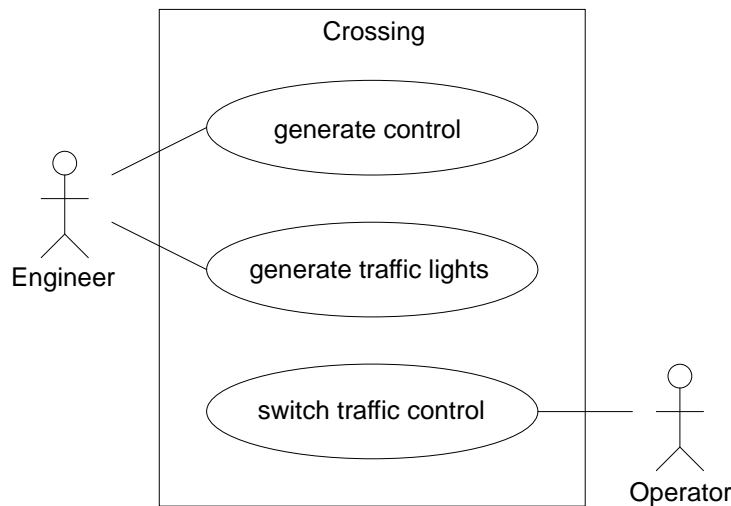 Crossing
generate control
Engineer
generate traffic lights
switch traffic control
Operator